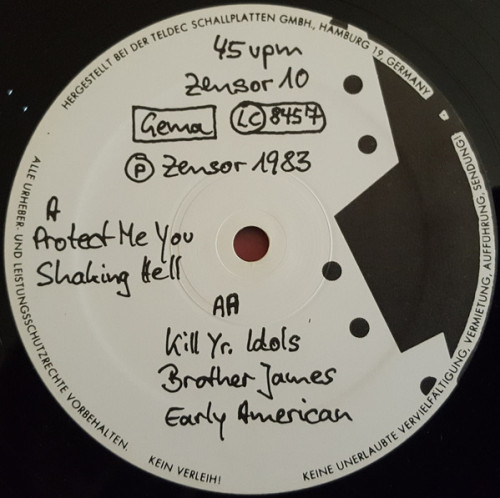 HERGESTELLT BEI DER TELDEC SCHALLPLATTEN GMBH, HAMBURG 19, GERMANY
45 upm
Zensor 10
Gema LC 8457
P Zensor 1983
A
Protect Me You
Shaking Hell
AA
Kill Yr. Idols
Brother James
Early American
ALLE URHEBER- UND LEISTUNGSSCHUTZRECHTE VORBEHALTEN.
KEIN VERLEIH!
KEINE UNERLAUBTE VERVIELFÄLTIGUNG, VERMIETUNG, AUFFÜHRUNG, SENDUNG!